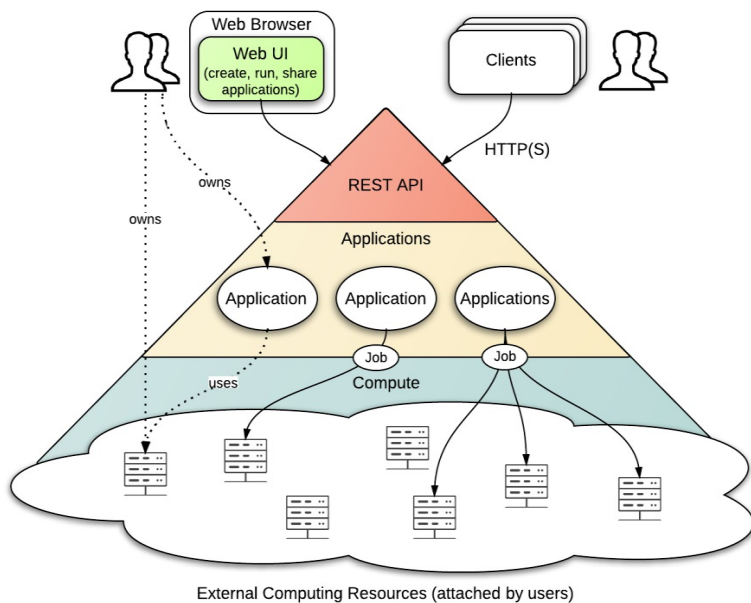 Web Browser
Web UI
(create, run, share
applications)
Clients
HTTP(S)
REST API
owns
owns
Applications
Application
Application
Applications
Job
Job
uses
Compute
External Computing Resources (attached by users)